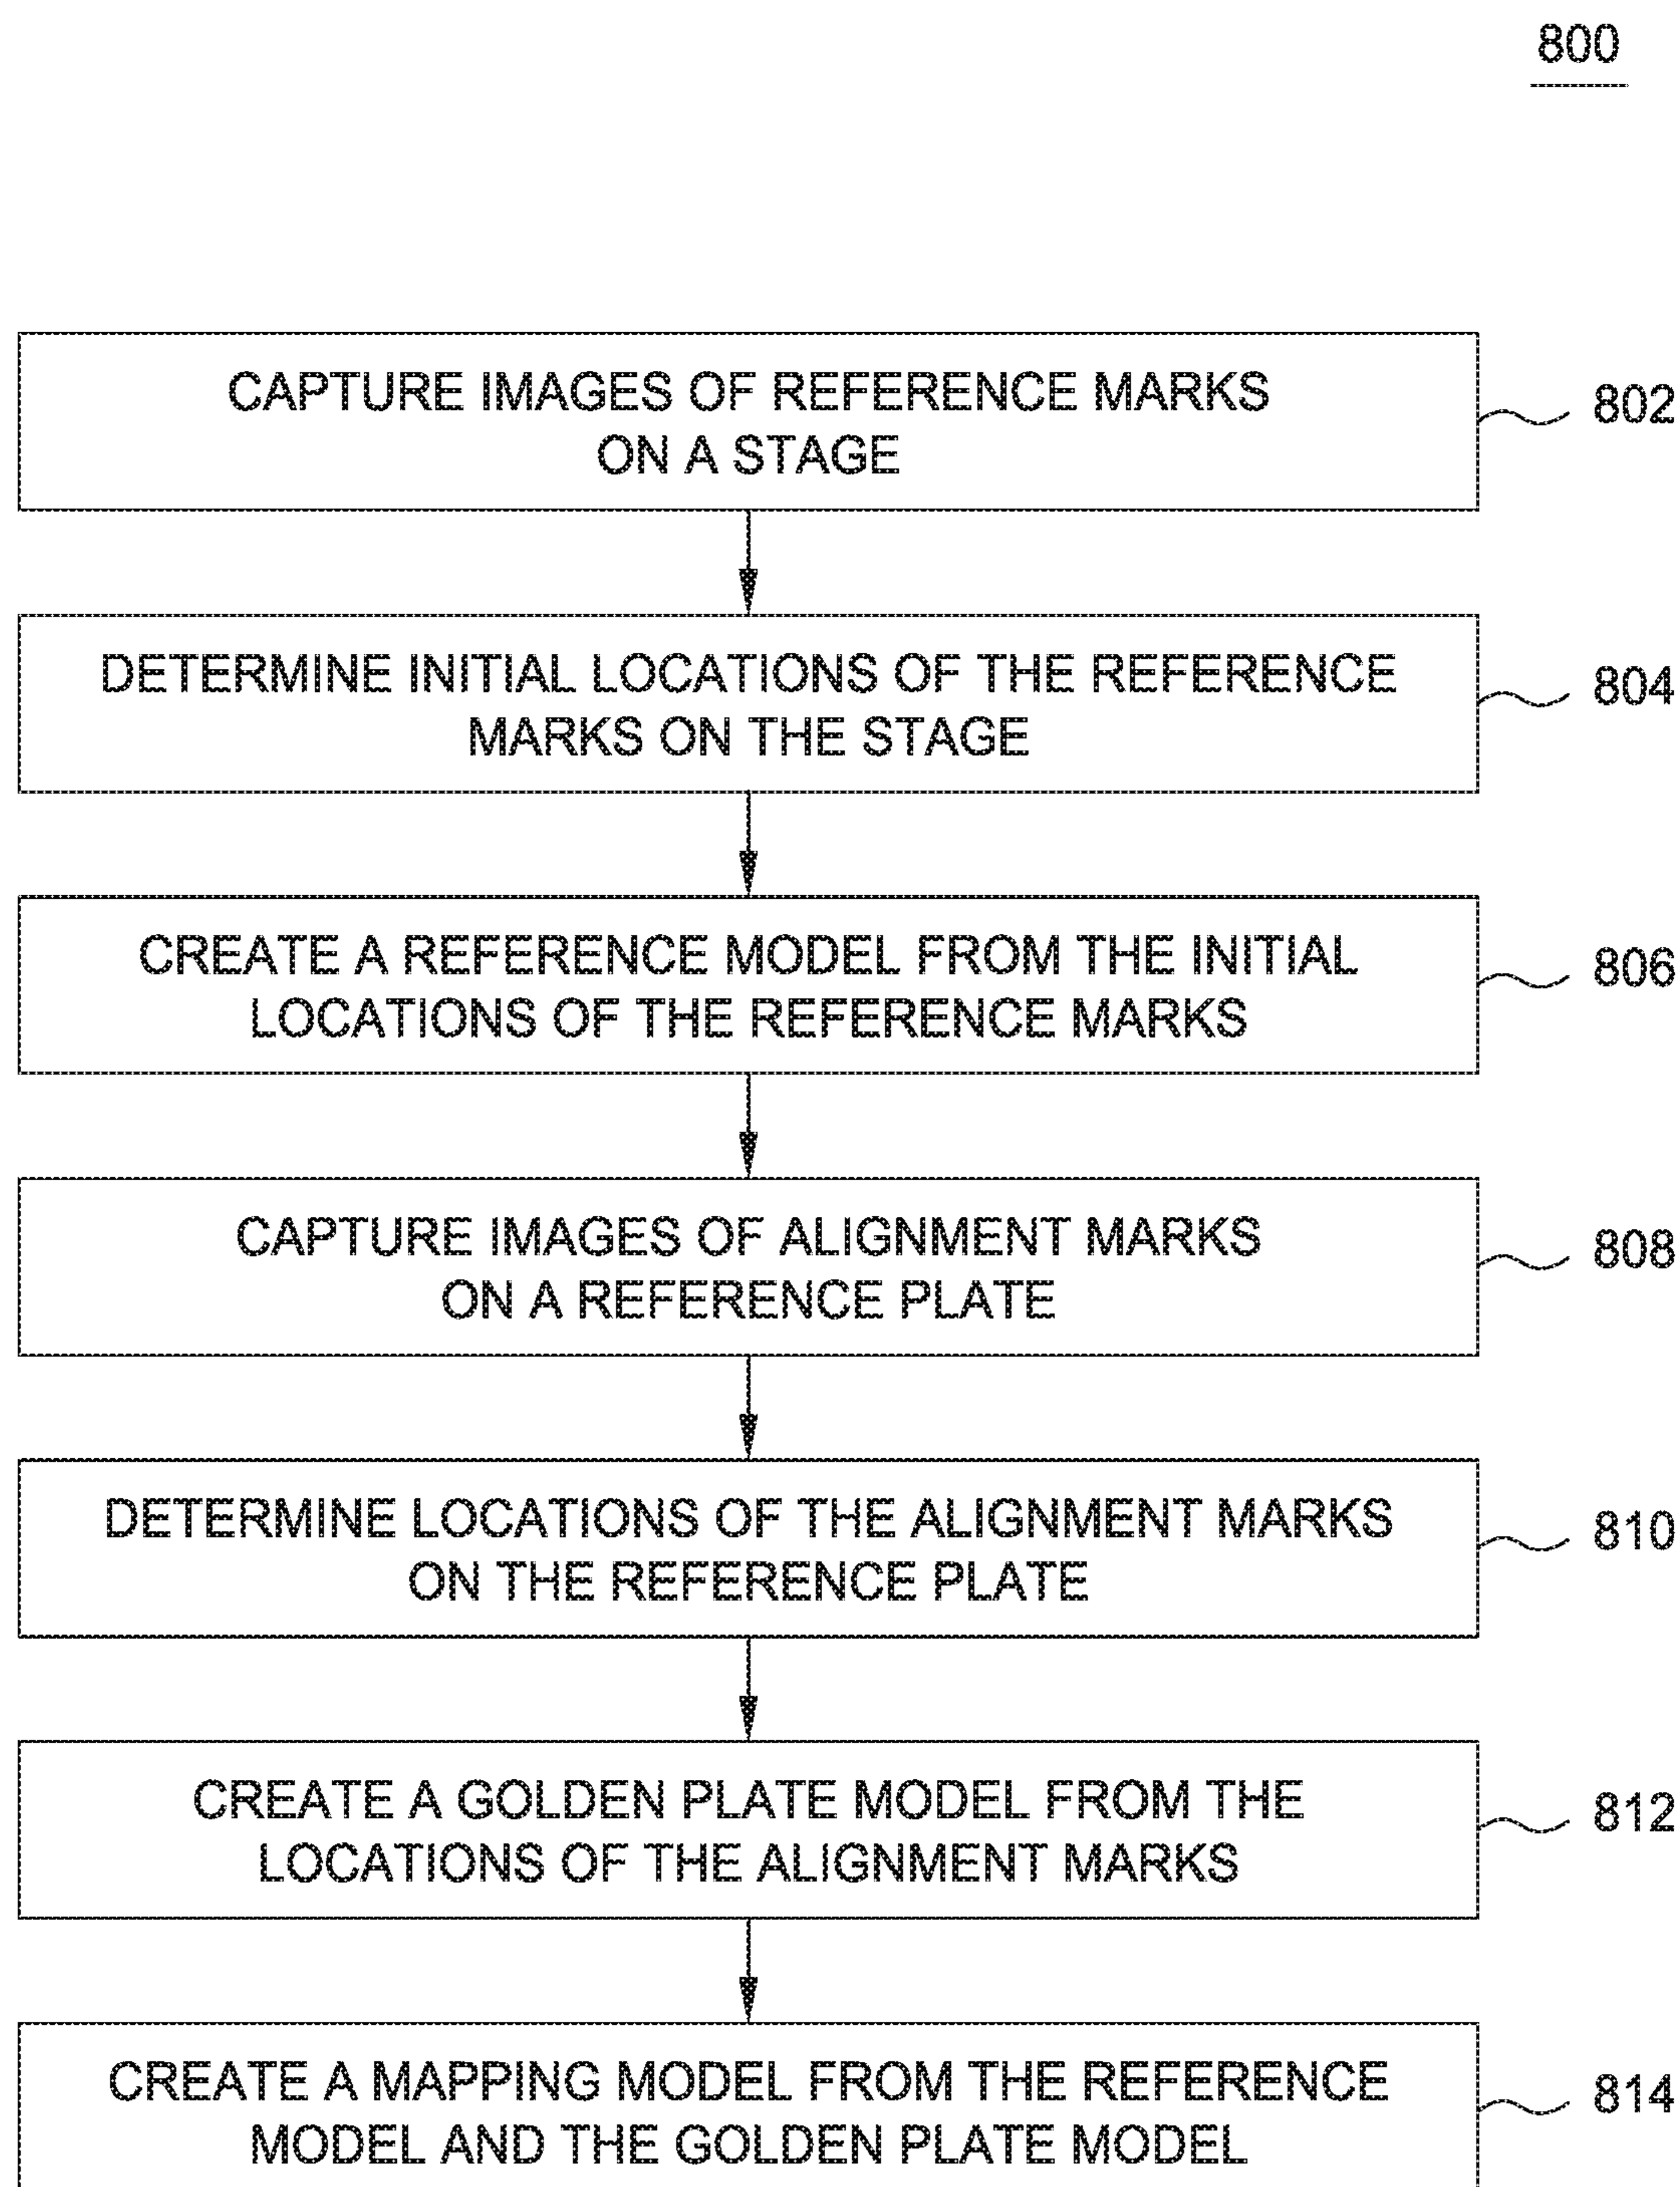 800
CAPTURE IMAGES OF REFERENCE MARKS
ON A STAGE
802
DETERMINE INITIAL LOCATIONS OF THE REFERENCE
MARKS ON THE STAGE
804
CREATE A REFERENCE MODEL FROM THE INITIAL
LOCATIONS OF THE REFERENCE MARKS
806
CAPTURE IMAGES OF ALIGNMENT MARKS
ON A REFERENCE PLATE
808
DETERMINE LOCATIONS OF THE ALIGNMENT MARKS
ON THE REFERENCE PLATE
810
CREATE A GOLDEN PLATE MODEL FROM THE
LOCATIONS OF THE ALIGNMENT MARKS
812
CREATE A MAPPING MODEL FROM THE REFERENCE
MODEL AND THE GOLDEN PLATE MODEL
814